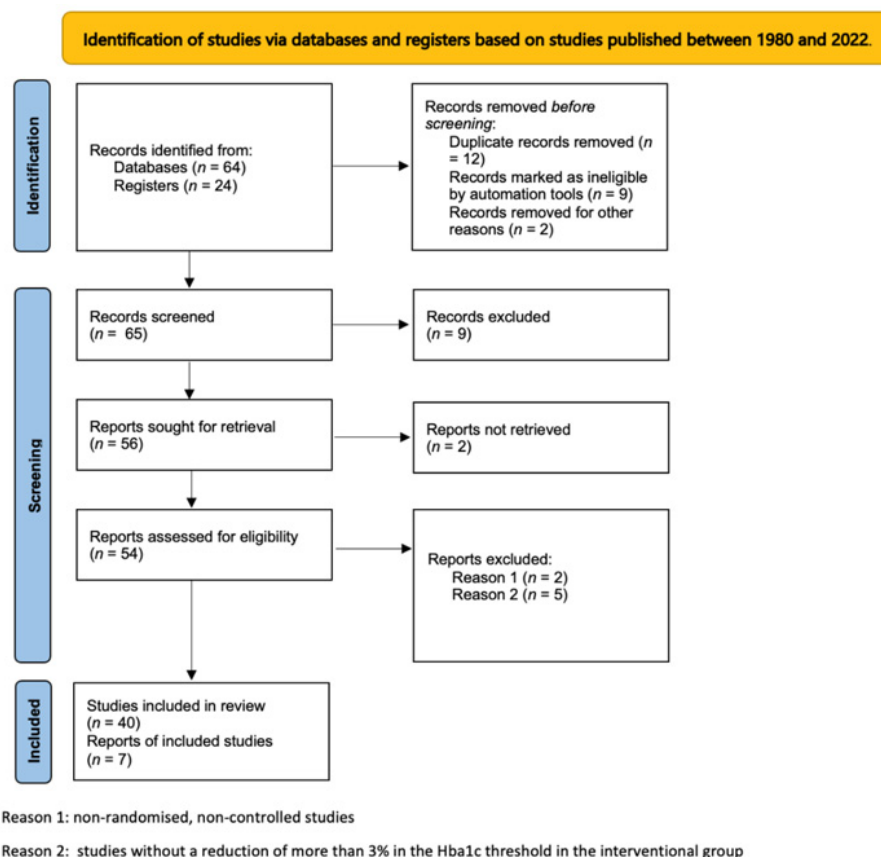 Identification of studies via databases and registers based on studies published between 1980 and 2022.
Identification
Records identified from:
Databases (n = 64)
Registers (n = 24)
Records removed before
screening:
Duplicate records removed (n
= 12)
Records marked as ineligible
by automation tools (n = 9)
Records removed for other
reasons (n = 2)
Screening
Records screened
(n = 65)
Records excluded
(n = 9)
Reports sought for retrieval
(n = 56)
Reports not retrieved
(n = 2)
Reports assessed for eligibility
(n = 54)
Reports excluded:
Reason 1 (n = 2)
Reason 2 (n = 5)
Included
Studies included in review
(n = 40)
Reports of included studies
(n = 7)
Reason 1: non-randomised, non-controlled studies
Reason 2: studies without a reduction of more than 3% in the Hba1c threshold in the interventional group